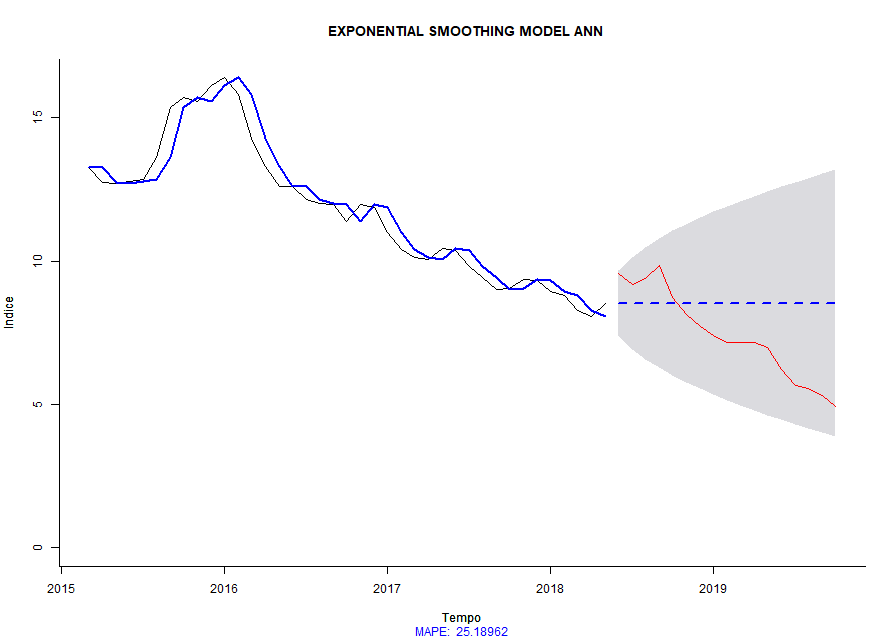 EXPONENTIAL SMOOTHING MODEL ANN
15
10
5
0
Indice
2015 2016 2017 2018 2019
Tempo
MAPE: 25.18962